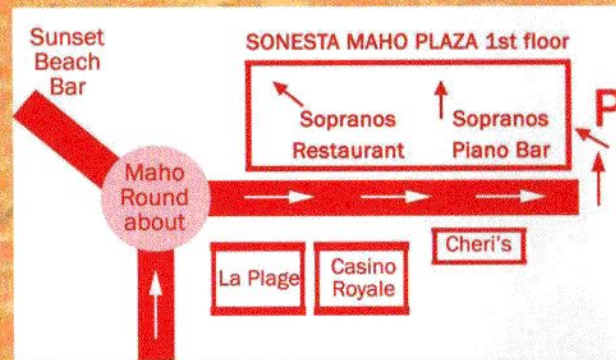 Sunset
Beach
Bar
SONESTA MAHO PLAZA 1st floor
Sopranos
Restaurant
Sopranos
Piano Bar
P
Maho
Round
about
La Plage
Casino
Royale
Cheri's